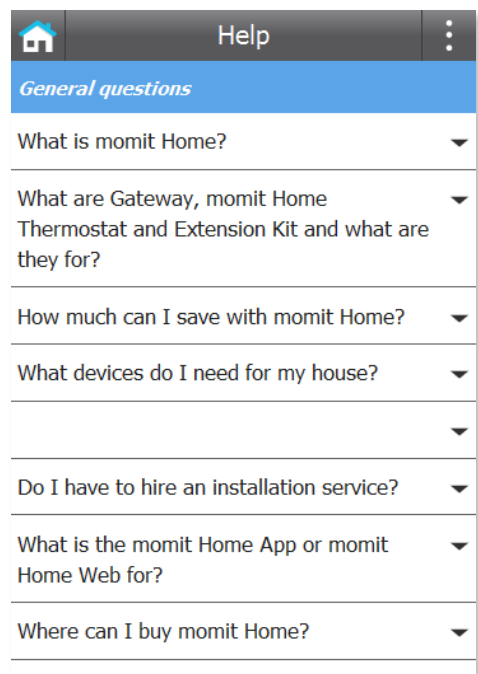 Help
General questions
What is momit Home?
What are Gateway, momit Home
Thermostat and Extension Kit and what are
they for?
How much can I save with momit Home?
What devices do I need for my house?
Do I have to hire an installation service?
What is the momit Home App or momit
Home Web for?
Where can I buy momit Home?